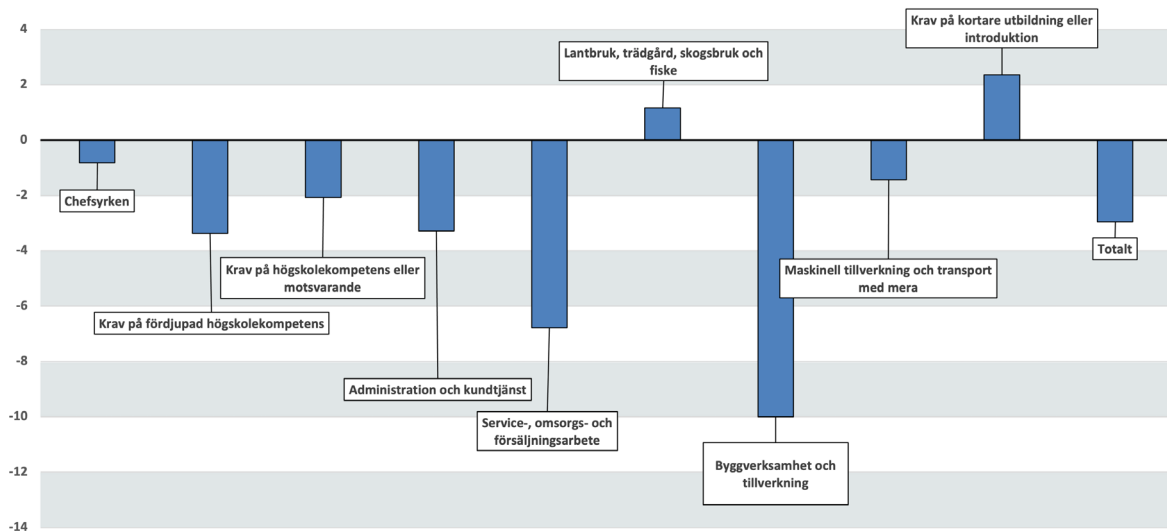 4
2
0
-2
-4
-6
-8
-10
-12
-14
Chefsyrken
Krav på fördjupad högskolekompetens
Krav på högskolekompetens eller
motsvarande
Administration och kundtjänst
Service-, omsorgs- och
försäljningsarbete
Lantbruk, trädgård, skogsbruk och
fiske
Byggverksamhet och
tillverkning
Maskinell tillverkning och transport
med mera
Krav på kortare utbildning eller
introduktion
Totalt